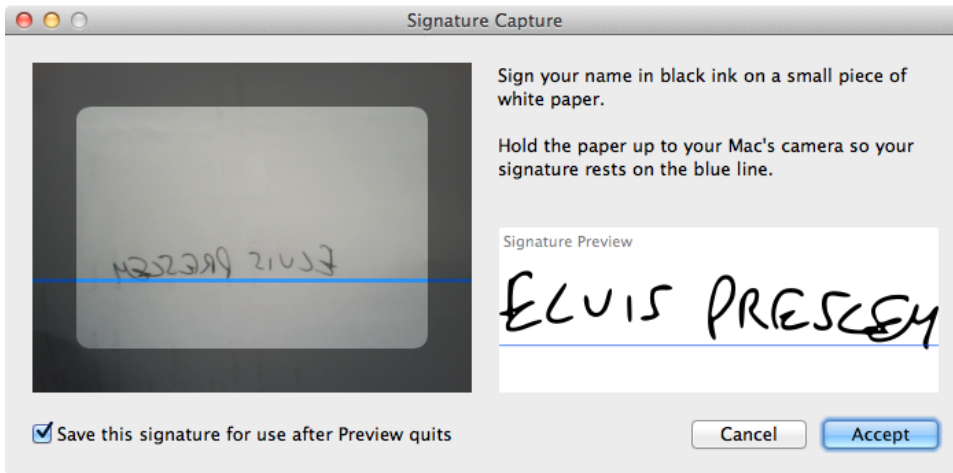 Signature Capture
Sign your name in black ink on a small piece of
white paper.
Hold the paper up to your Mac's camera so your
signature rests on the blue line.
ELVIS PRESLEY
Signature Preview
ELVIS PRESLEY
Save this signature for use after Preview quits
Cancel
Accept